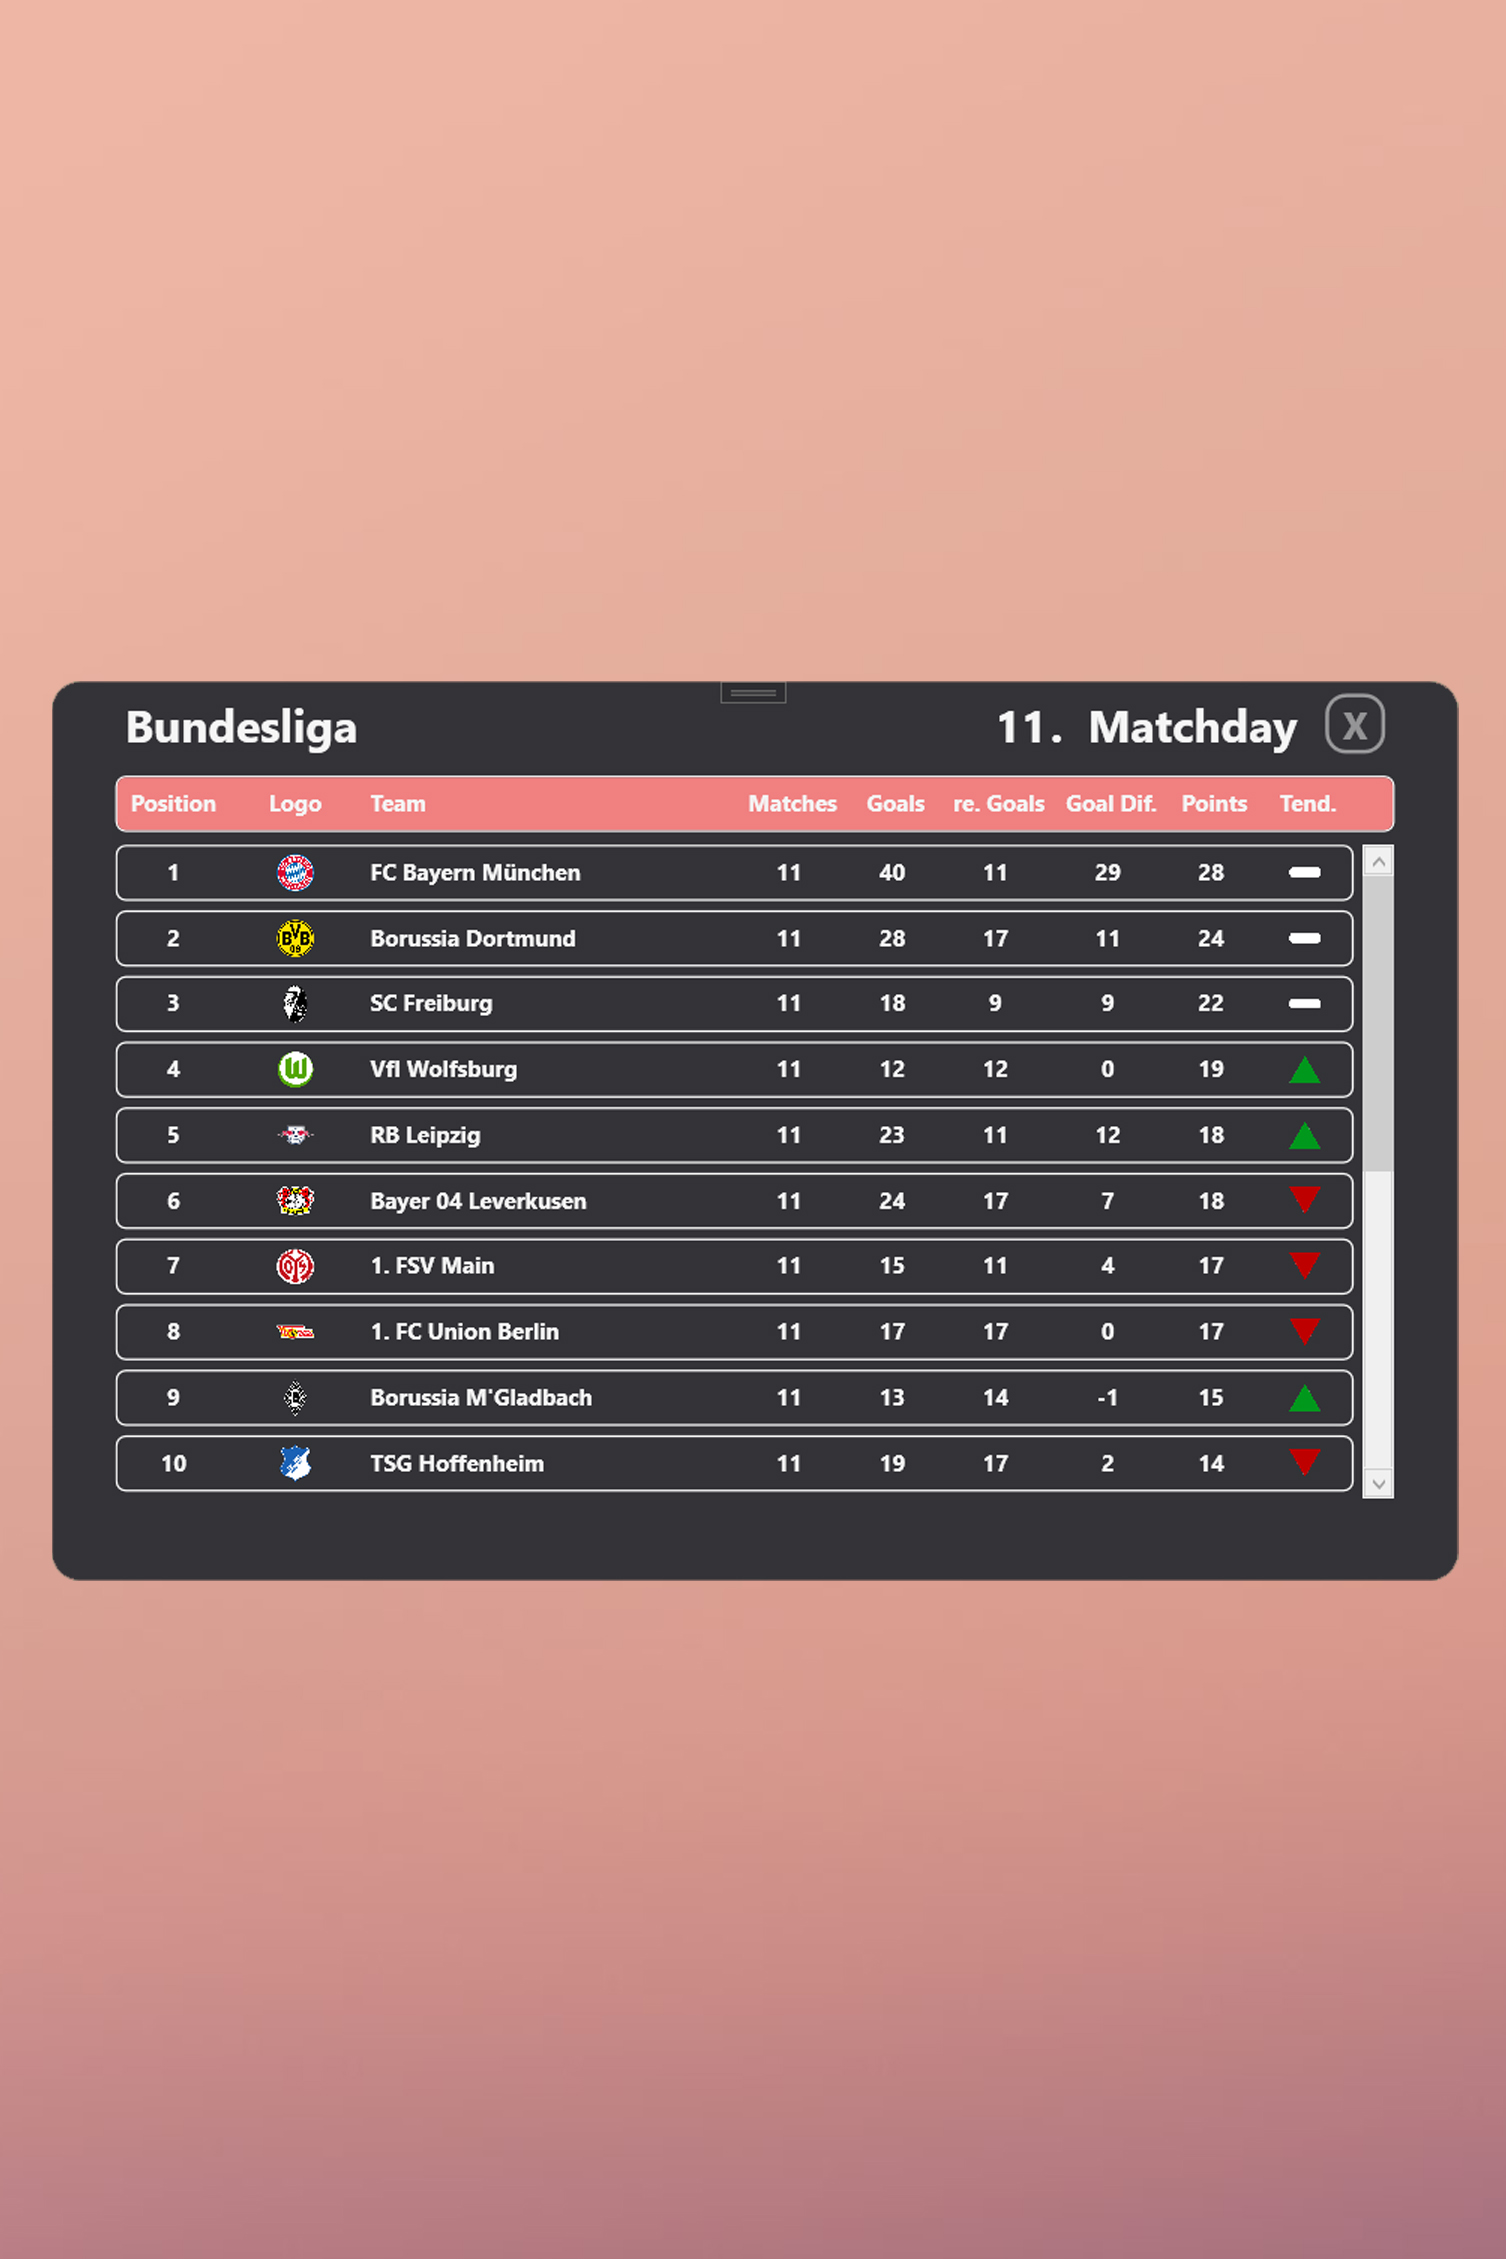 Bundesliga 11. Matchday X
Position Logo Team Matches Goals re. Goals Goal Dif. Points Tend.
1 FC Bayern München 11 40 11 29 28
2 BVB 09 Borussia Dortmund 11 28 17 11 24
3 SC Freiburg 11 18 9 9 22
4 W Vfl Wolfsburg 11 12 12 0 19
5 RB Leipzig 11 23 11 12 18
6 Bayer 04 Leverkusen 11 24 17 7 18
7 1. FSV Main 11 15 11 4 17
8 1. FC Union Berlin 11 17 17 0 17
9 Borussia M'Gladbach 11 13 14 -1 15
10 TSG Hoffenheim 11 19 17 2 14